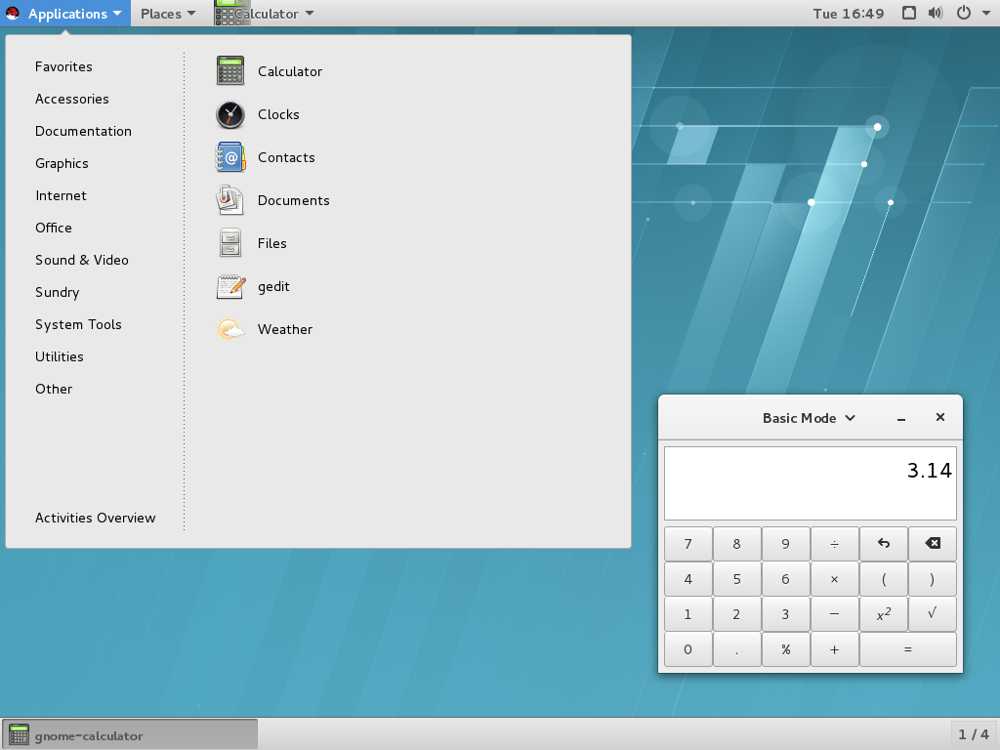 Applications Places Calculator Tue 16:49
Favorites
Accessories
Documentation
Graphics
Internet
Office
Sound & Video
Sundry
System Tools
Utilities
Other
Activities Overview
Calculator
Clocks
Contacts
Documents
Files
gedit
Weather
Basic Mode
3.14
7 8 9 ÷
4 5 6 × ( )
1 2 3 − x² √
0 . % + =
gnome-calculator 1 / 4